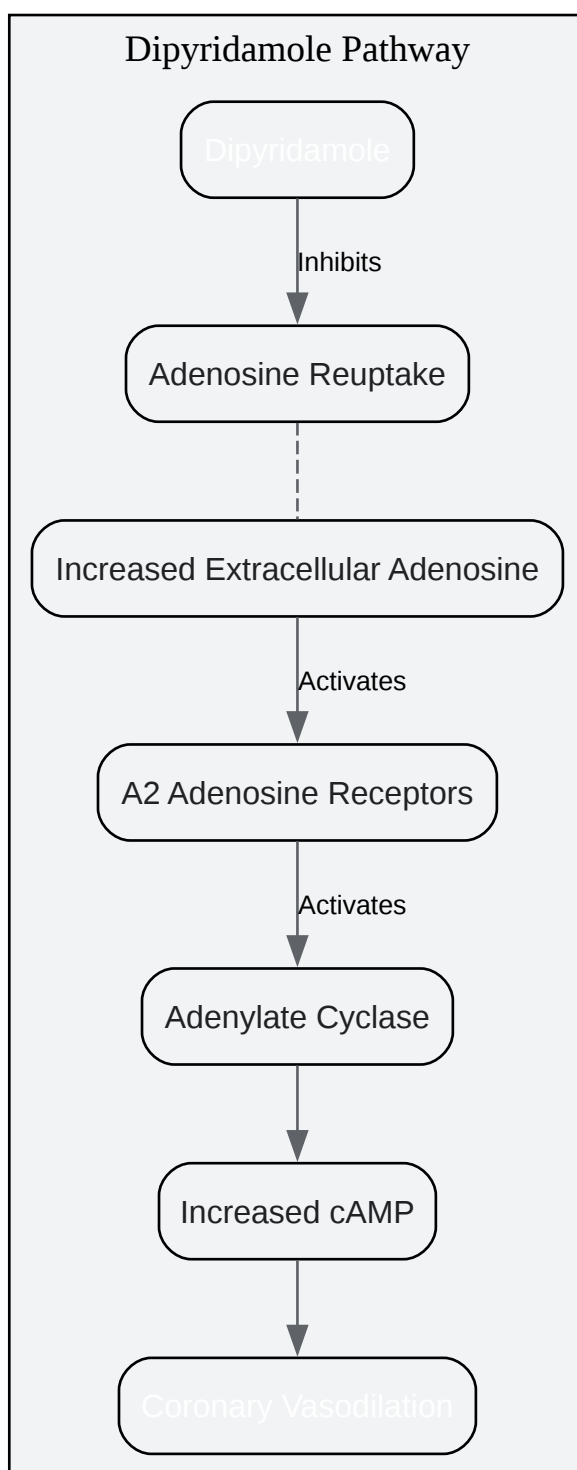 Dipyridamole Pathway
Dipyridamole
Inhibits
Adenosine Reuptake
Increased Extracellular Adenosine
Activates
A2 Adenosine Receptors
Activates
Adenylate Cyclase
Increased cAMP
Coronary Vasodilation